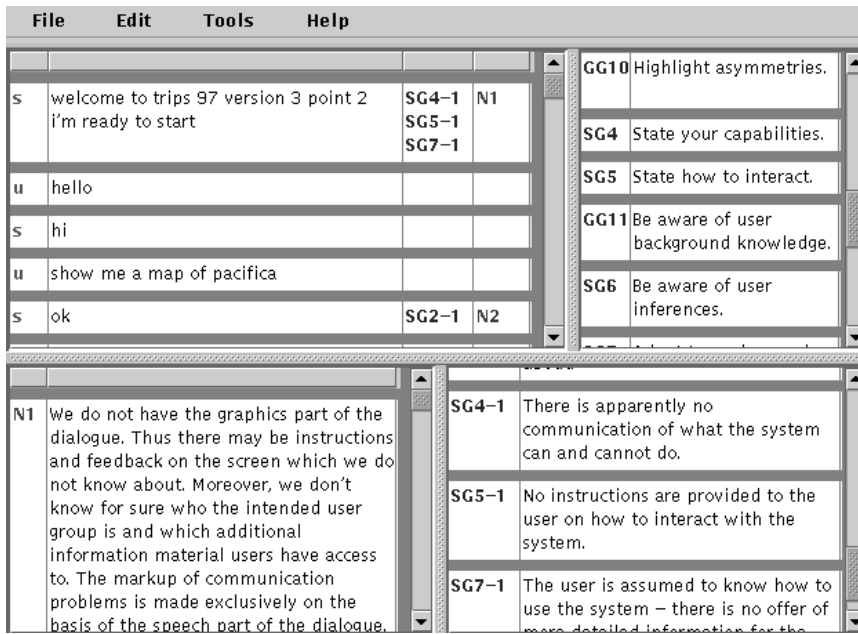 File Edit Tools Help
s welcome to trips 97 version 3 point 2 SG4-1 N1
i'm ready to start SG5-1
SG7-1
u hello
s hi
u show me a map of pacifica
s ok SG2-1 N2
GG10 Highlight asymmetries.
SG4 State your capabilities.
SG5 State how to interact.
GG11 Be aware of user
background knowledge.
SG6 Be aware of user
inferences.
N1 We do not have the graphics part of the
dialogue. Thus there may be instructions
and feedback on the screen which we do
not know about. Moreover, we don't
know for sure who the intended user
group is and which additional
information material users have access
to. The markup of communication
problems is made exclusively on the
basis of the speech part of the dialogue.
SG4-1 There is apparently no
communication of what the system
can and cannot do.
SG5-1 No instructions are provided to the
user on how to interact with the
system.
SG7-1 The user is assumed to know how to
use the system – there is no offer of
more detailed information for the